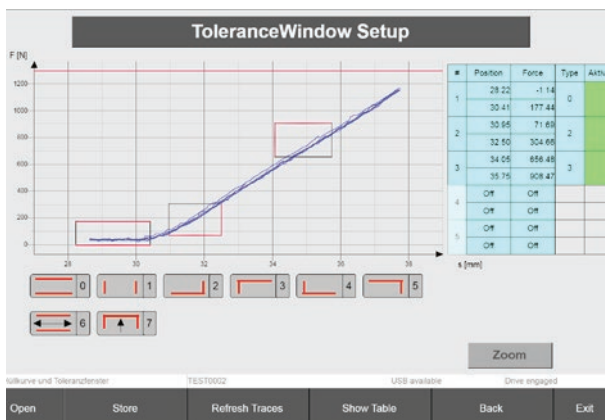 ToleranceWindow Setup
F [N]
1200
1000
800
600
400
200
0
28 30 32 34 36 38
s [mm]
# Position Force Type Aktiv
1 28.22 -1.14 0
30.41 177.44
2 30.95 71.69 2
32.50 304.66
3 34.05 656.48 3
35.75 908.47
4 Off Off
Off Off
5 Off Off
Off Off
0 1 2 3 4 5
6 7
Zoom
Hüllkurve und Toleranzfenster TEST0002 USB available Drive engaged
Open Store Refresh Traces Show Table Back Exit